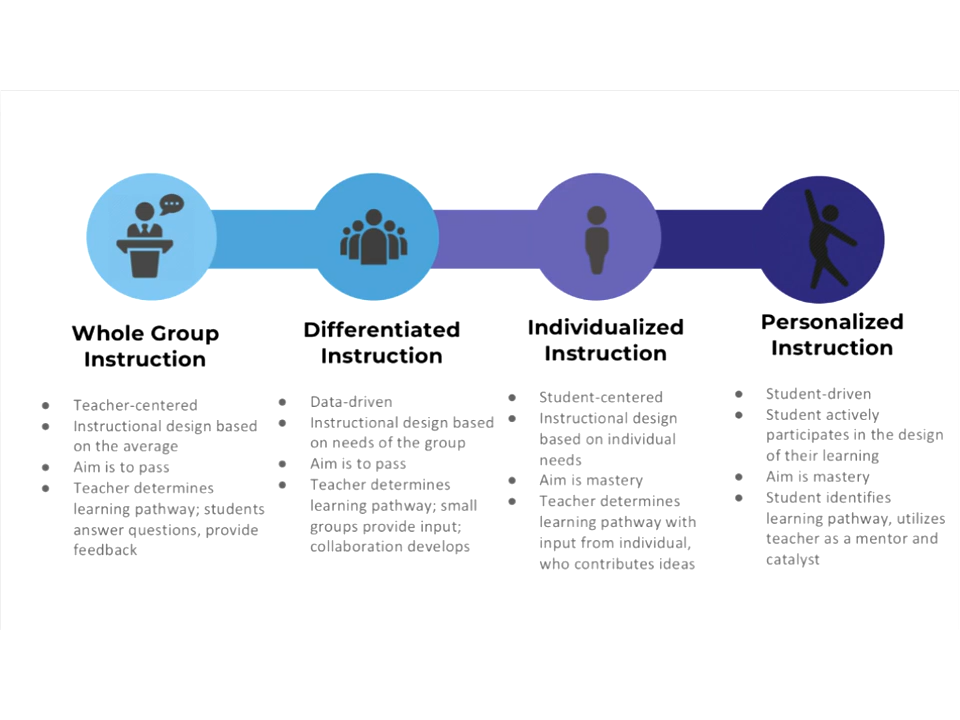 Whole Group
Instruction
● Teacher-centered
● Instructional design based
on the average
● Aim is to pass
● Teacher determines
learning pathway; students
answer questions, provide
feedback
Differentiated
Instruction
● Data-driven
● Instructional design based
on needs of the group
● Aim is to pass
● Teacher determines
learning pathway; small
groups provide input;
collaboration develops
Individualized
Instruction
● Student-centered
● Instructional design
based on individual
needs
● Aim is mastery
● Teacher determines
learning pathway with
input from individual,
who contributes ideas
Personalized
Instruction
● Student-driven
● Student actively
participates in the design
of their learning
● Aim is mastery
● Student identifies
learning pathway, utilizes
teacher as a mentor and
catalyst